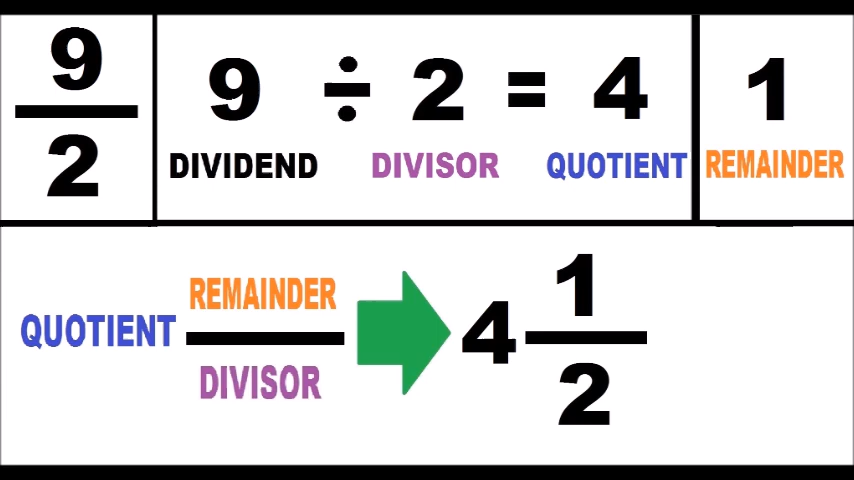 9/2
9 ÷ 2 = 4 1
DIVIDEND DIVISOR QUOTIENT REMAINDER
QUOTIENT REMAINDER/DIVISOR 4 1/2